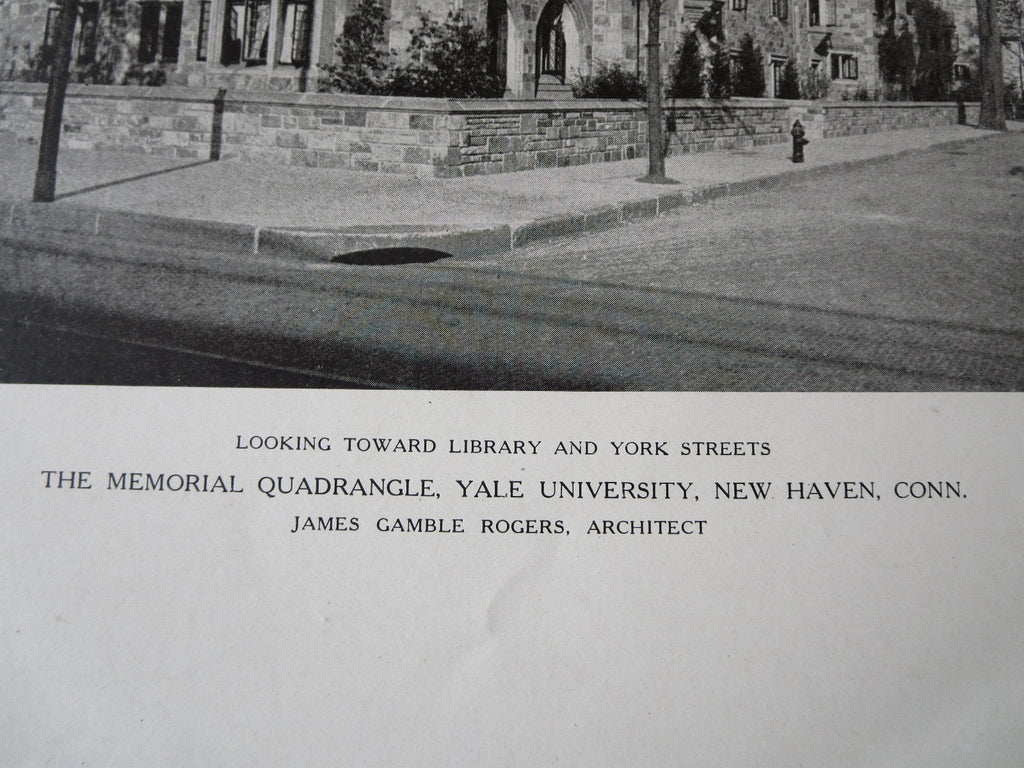 LOOKING TOWARD LIBRARY AND YORK STREETS
THE MEMORIAL QUADRANGLE, YALE UNIVERSITY, NEW HAVEN, CONN.
JAMES GAMBLE ROGERS, ARCHITECT